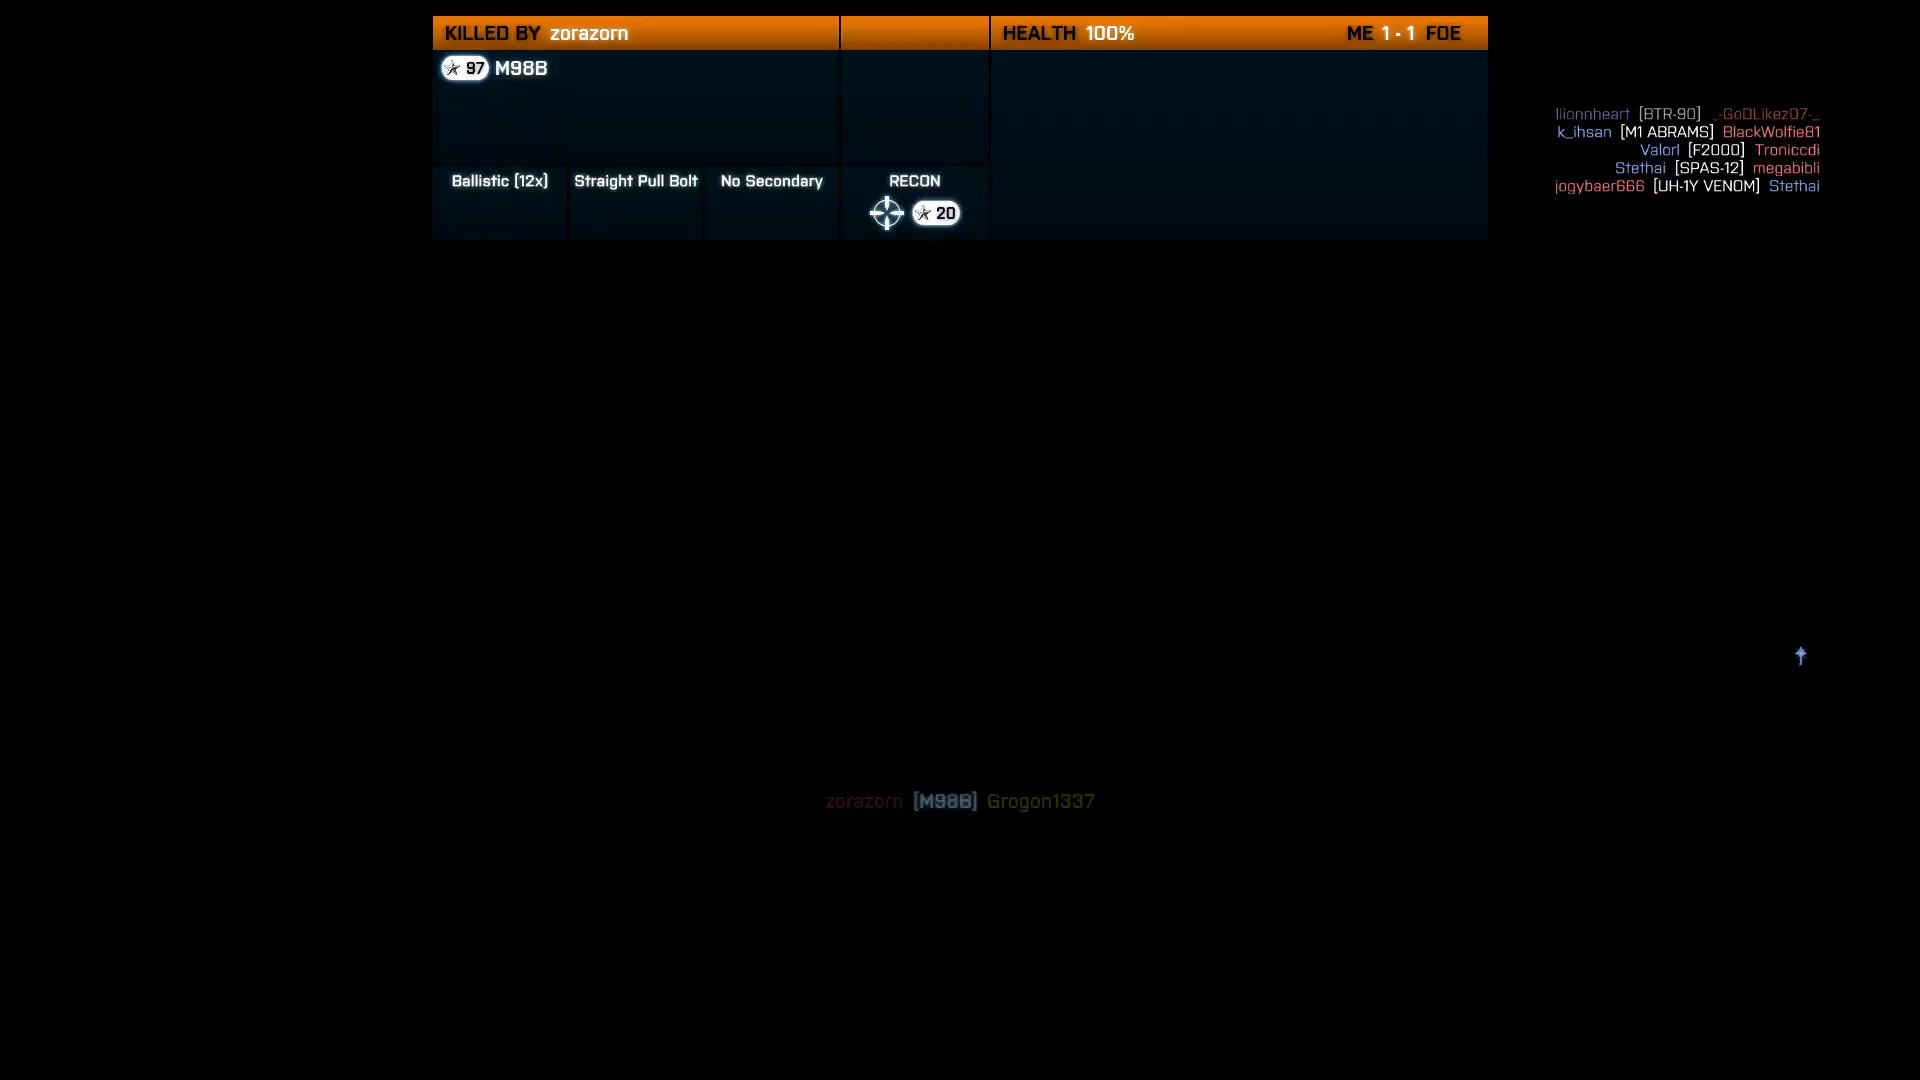 KILLED BY zorazorn
HEALTH 100%
ME 1 - 1 FOE
97 M98B
Ballistic (12x)
Straight Pull Bolt
No Secondary
RECON
20
liionnheart [BTR-90] _-GoDLikez07-_
k_ihsan [M1 ABRAMS] BlackWolfie81
Valorl [F2000] Troniccdi
Stethai [SPAS-12] megabibli
jogybaer666 [UH-1Y VENOM] Stethai
zorazorn [M98B] Grogon1337